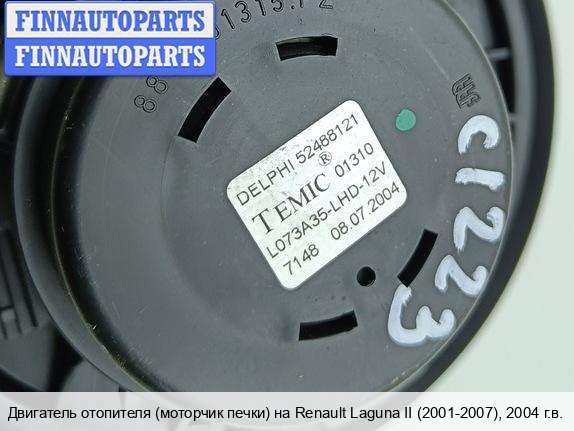 FINNAUTOPARTS
FINNAUTOPARTS
DELPHI 52488121
TEMIC® 01310
L073A35-LHD-12V
7148 08.07.2004
C1223
Двигатель отопителя (моторчик печки) на Renault Laguna II (2001-2007), 2004 г.в.